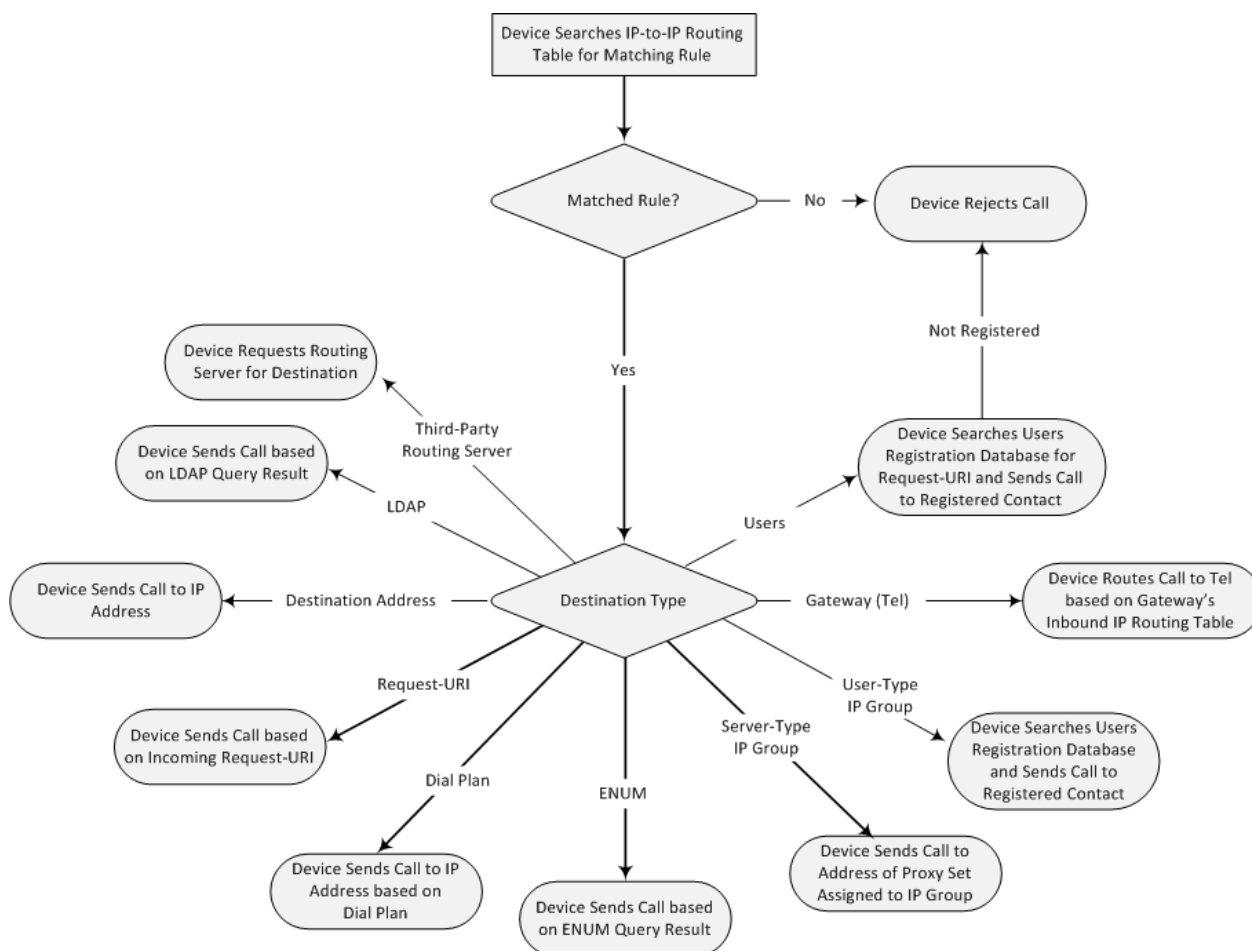 Device Searches IP-to-IP Routing
Table for Matching Rule
Matched Rule?
No
Device Rejects Call
Not Registered
Yes
Device Requests Routing
Server for Destination
Third-Party
Routing Server
Device Sends Call based
on LDAP Query Result
LDAP
Device Searches Users
Registration Database for
Request-URI and Sends Call
to Registered Contact
Users
Device Sends Call to IP
Address
Destination Address
Destination Type
Gateway (Tel)
Device Routes Call to Tel
based on Gateway’s
Inbound IP Routing Table
Request-URI
User-Type
IP Group
Device Sends Call based
on Incoming Request-URI
Server-Type
IP Group
Device Searches Users
Registration Database
and Sends Call to
Registered Contact
Dial Plan
ENUM
Device Sends Call to IP
Address based on
Dial Plan
Device Sends Call based
on ENUM Query Result
Device Sends Call to
Address of Proxy Set
Assigned to IP Group